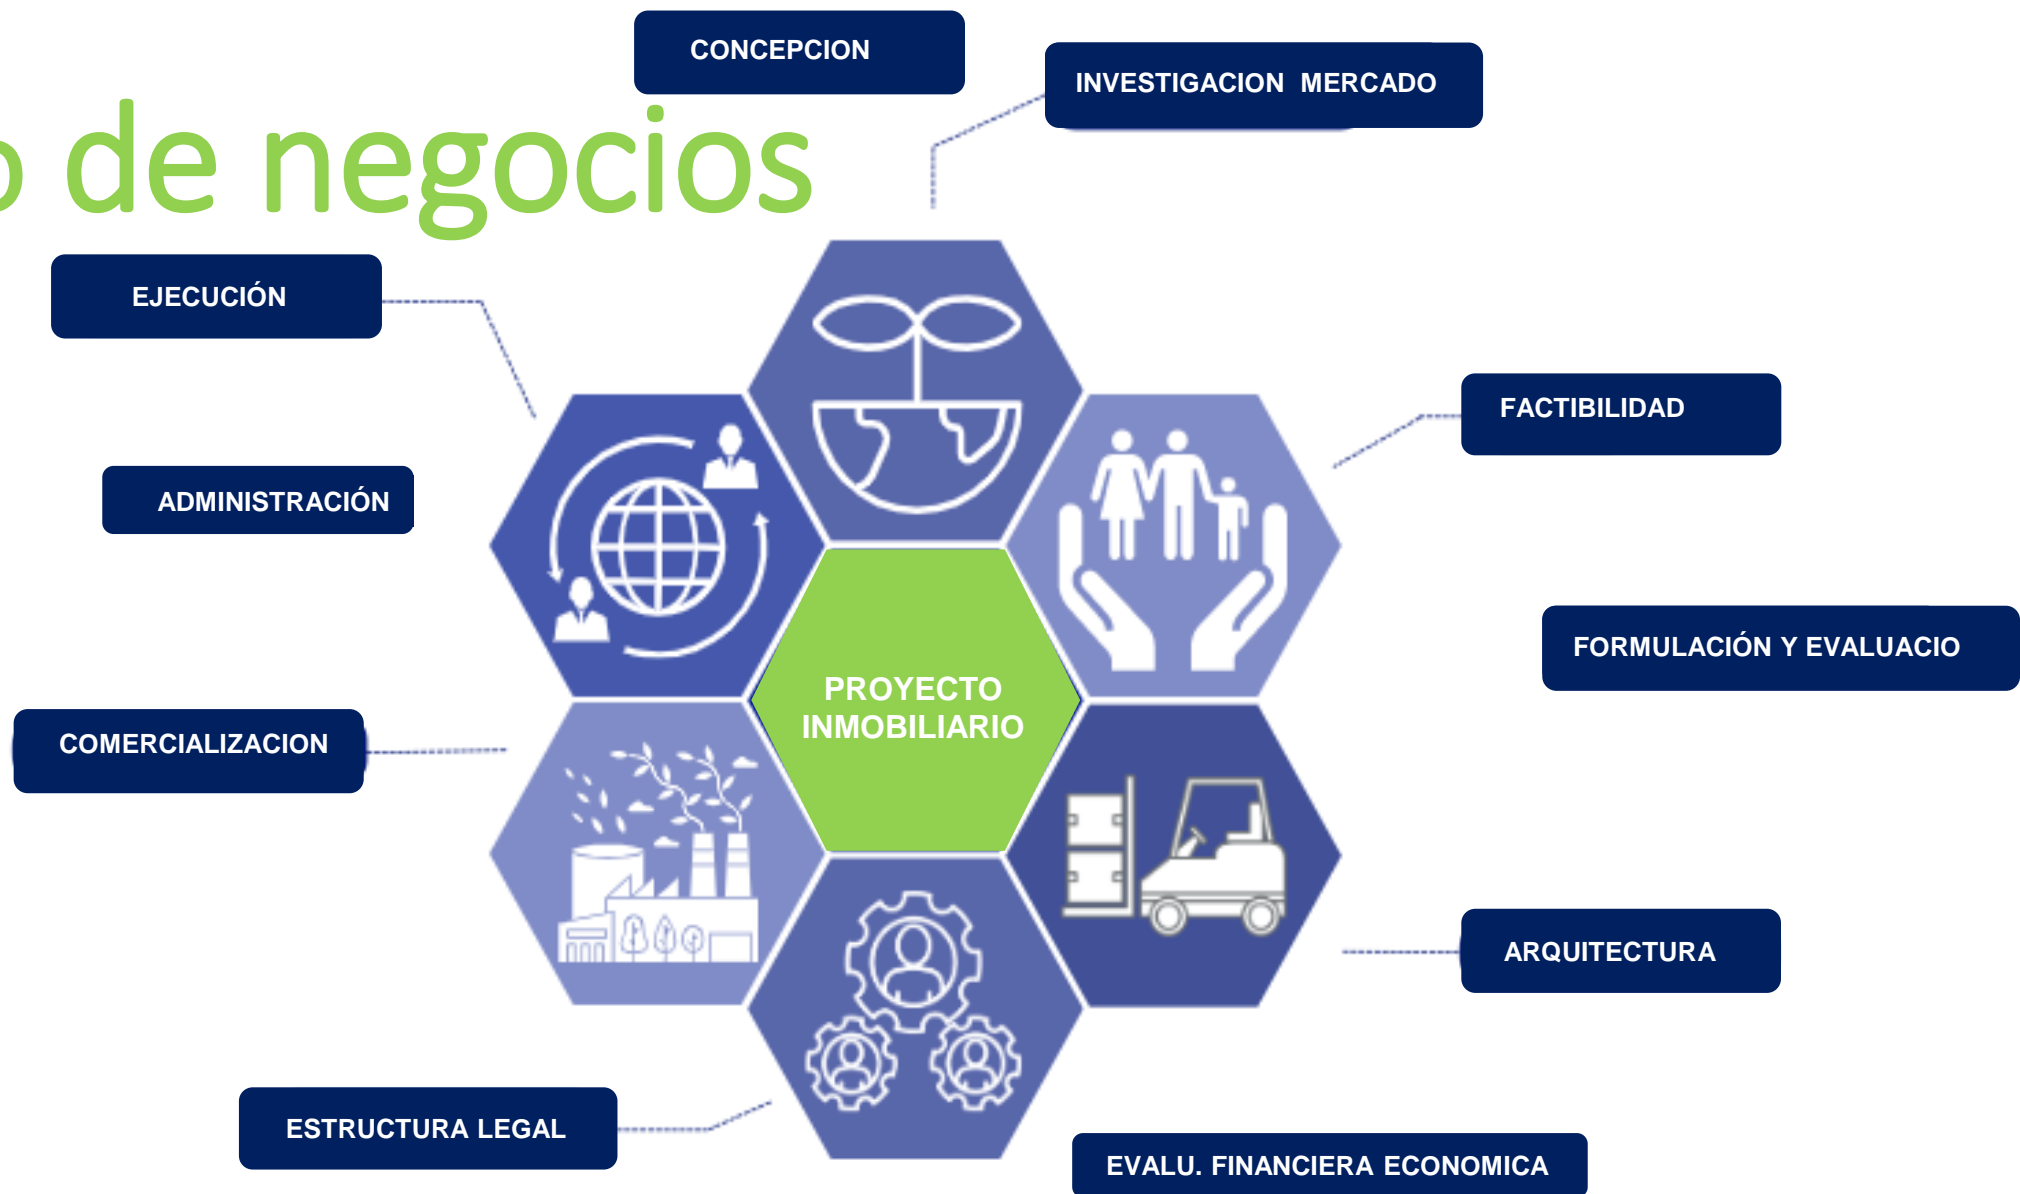 CONCEPCION
INVESTIGACION MERCADO
o de negocios
EJECUCIÓN
FACTIBILIDAD
ADMINISTRACIÓN
FORMULACIÓN Y EVALUACIO
PROYECTO
INMOBILIARIO
COMERCIALIZACION
ARQUITECTURA
ESTRUCTURA LEGAL
EVALU. FINANCIERA ECONOMICA